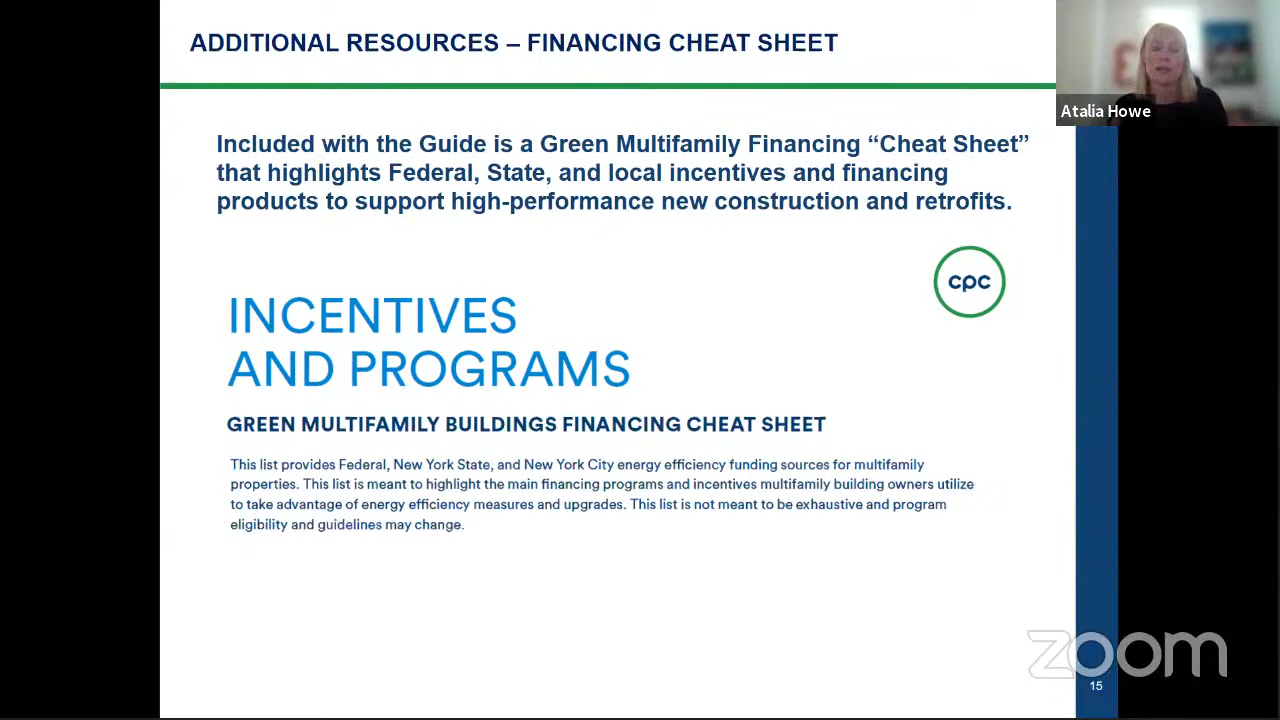 ADDITIONAL RESOURCES – FINANCING CHEAT SHEET
Atalia Howe
Included with the Guide is a Green Multifamily Financing “Cheat Sheet”
that highlights Federal, State, and local incentives and financing
products to support high-performance new construction and retrofits.
cpc
INCENTIVES
AND PROGRAMS
GREEN MULTIFAMILY BUILDINGS FINANCING CHEAT SHEET
This list provides Federal, New York State, and New York City energy efficiency funding sources for multifamily
properties. This list is meant to highlight the main financing programs and incentives multifamily building owners utilize
to take advantage of energy efficiency measures and upgrades. This list is not meant to be exhaustive and program
eligibility and guidelines may change.
zoom
15